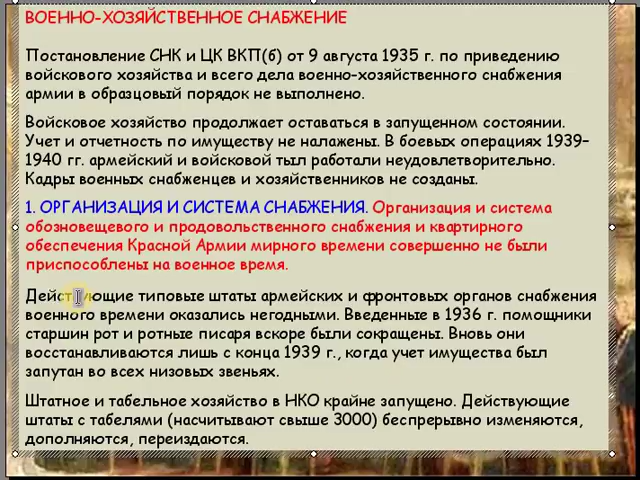 ВОЕННО-ХОЗЯЙСТВЕННОЕ СНАБЖЕНИЕ
Постановление СНК и ЦК ВКП(б) от 9 августа 1935 г. по приведению
войскового хозяйства и всего дела военно-хозяйственного снабжения
армии в образцовый порядок не выполнено.
Войсковое хозяйство продолжает оставаться в запущенном состоянии.
Учет и отчетность по имуществу не налажены. В боевых операциях 1939–
1940 гг. армейский и войсковой тыл работали неудовлетворительно.
Кадры военных снабженцев и хозяйственников не созданы.
1. ОРГАНИЗАЦИЯ И СИСТЕМА СНАБЖЕНИЯ. Организация и система
обозновещевого и продовольственного снабжения и квартирного
обеспечения Красной Армии мирного времени совершенно не были
приспособлены на военное время.
Действующие типовые штаты армейских и фронтовых органов снабжения
военного времени оказались негодными. Введенные в 1936 г. помощники
старшин рот и ротные писаря вскоре были сокращены. Вновь они
восстанавливаются лишь с конца 1939 г., когда учет имущества был
запутан во всех низовых звеньях.
Штатное и табельное хозяйство в НКО крайне запущено. Действующие
штаты с табелями (насчитывают свыше 3000) беспрерывно изменяются,
дополняются, переиздаются.